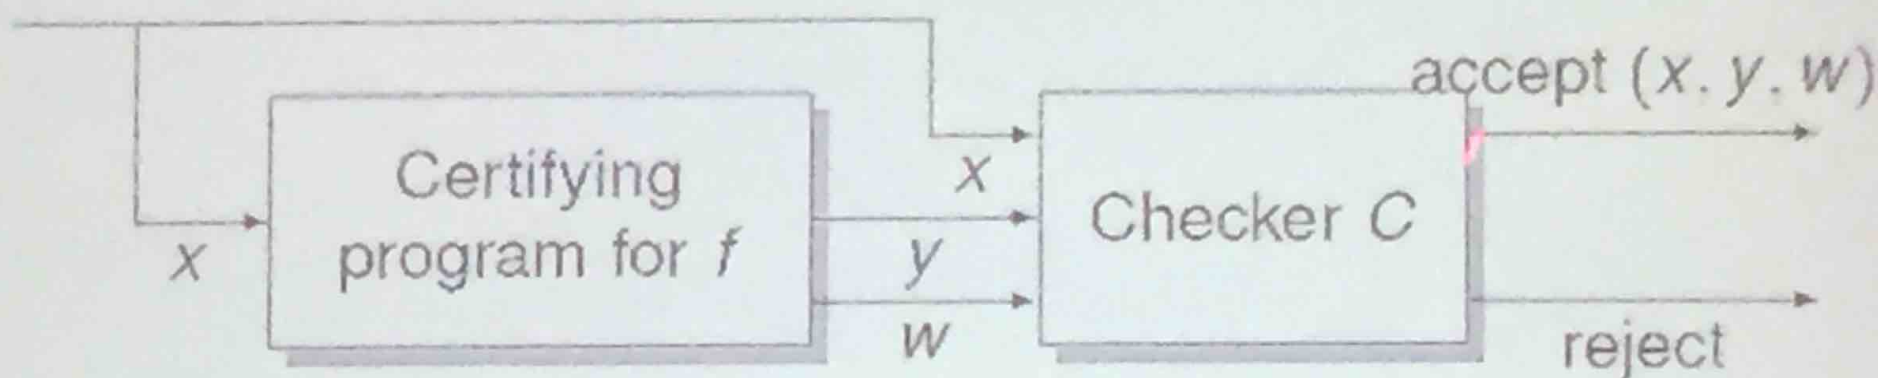 accept (x. y. w)
Certifying
program for f
x
x
y
w
Checker C
reject